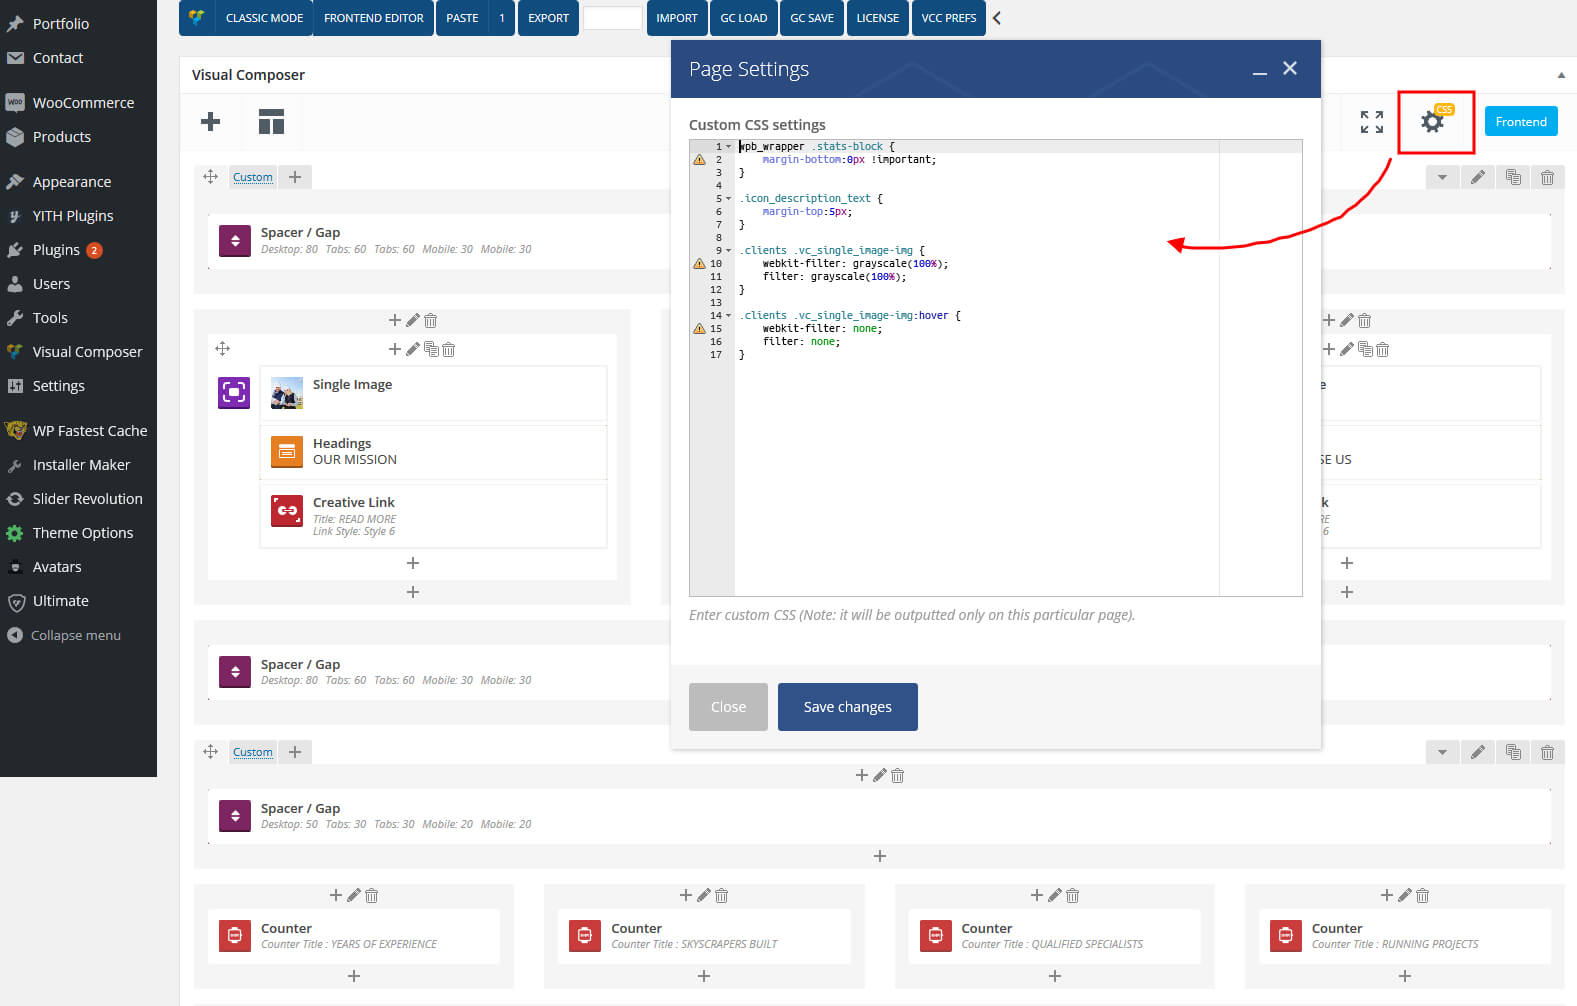 Portfolio
Contact
WooCommerce
Products
Appearance
YITH Plugins
Plugins 2
Users
Tools
Visual Composer
Settings
WP Fastest Cache
Installer Maker
Slider Revolution
Theme Options
Avatars
Ultimate
Collapse menu
CLASSIC MODE FRONTEND EDITOR PASTE 1 EXPORT IMPORT GC LOAD GC SAVE LICENSE VCC PREFS
Visual Composer
CSS
Frontend
Custom
Spacer / Gap
Desktop: 80 Tabs: 60 Tabs: 60 Mobile: 30 Mobile: 30
Single Image
Headings
OUR MISSION
Creative Link
Title: READ MORE
Link Style: Style 6
Page Settings
Custom CSS settings
1 wpb_wrapper .stats-block {
2 margin-bottom:0px !important;
3 }
4
5 .icon_description_text {
6 margin-top:5px;
7 }
8
9 .clients .vc_single_image-img {
10 webkit-filter: grayscale(100%);
11 filter: grayscale(100%);
12 }
13
14 .clients .vc_single_image-img:hover {
15 webkit-filter: none;
16 filter: none;
17 }
Enter custom CSS (Note: it will be outputted only on this particular page).
Close Save changes
e
SE US
k
RE
6
Spacer / Gap
Desktop: 80 Tabs: 60 Tabs: 60 Mobile: 30 Mobile: 30
Custom
Spacer / Gap
Desktop: 50 Tabs: 30 Tabs: 30 Mobile: 20 Mobile: 20
Counter
Counter Title : YEARS OF EXPERIENCE
Counter
Counter Title : SKYSCRAPERS BUILT
Counter
Counter Title : QUALIFIED SPECIALISTS
Counter
Counter Title : RUNNING PROJECTS